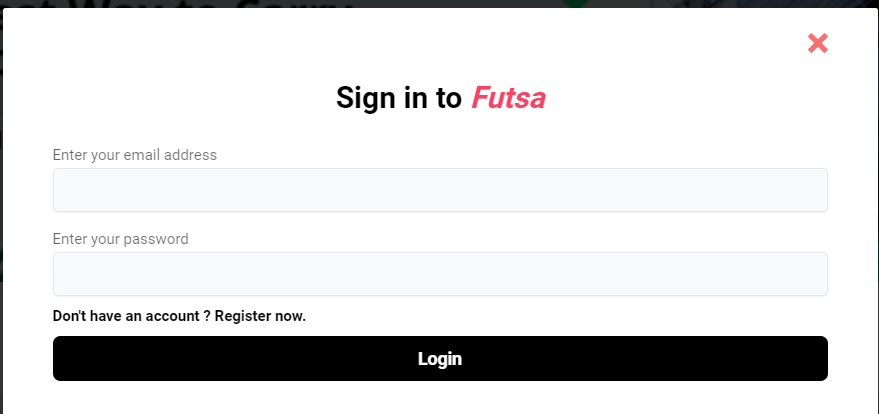 Sign in to Futsa
Enter your email address
Enter your password
Don't have an account ? Register now.
Login